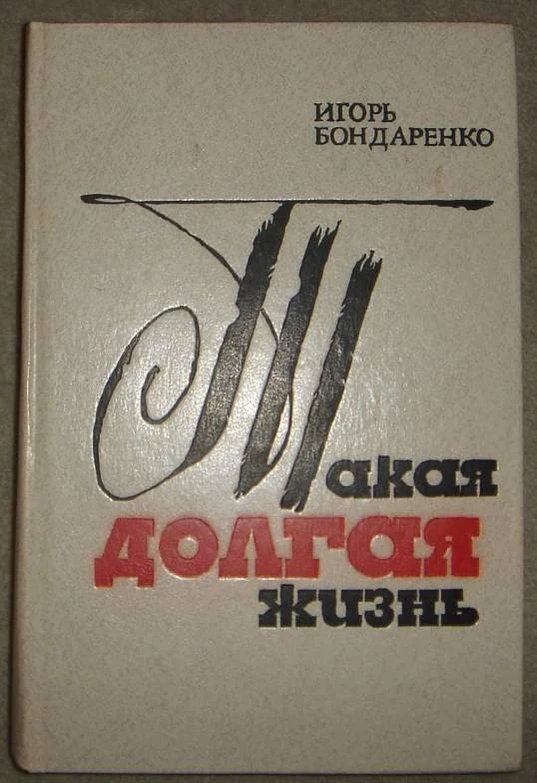 ИГОРЬ
БОНДАРЕНКО
Такая
долгая
жизнь